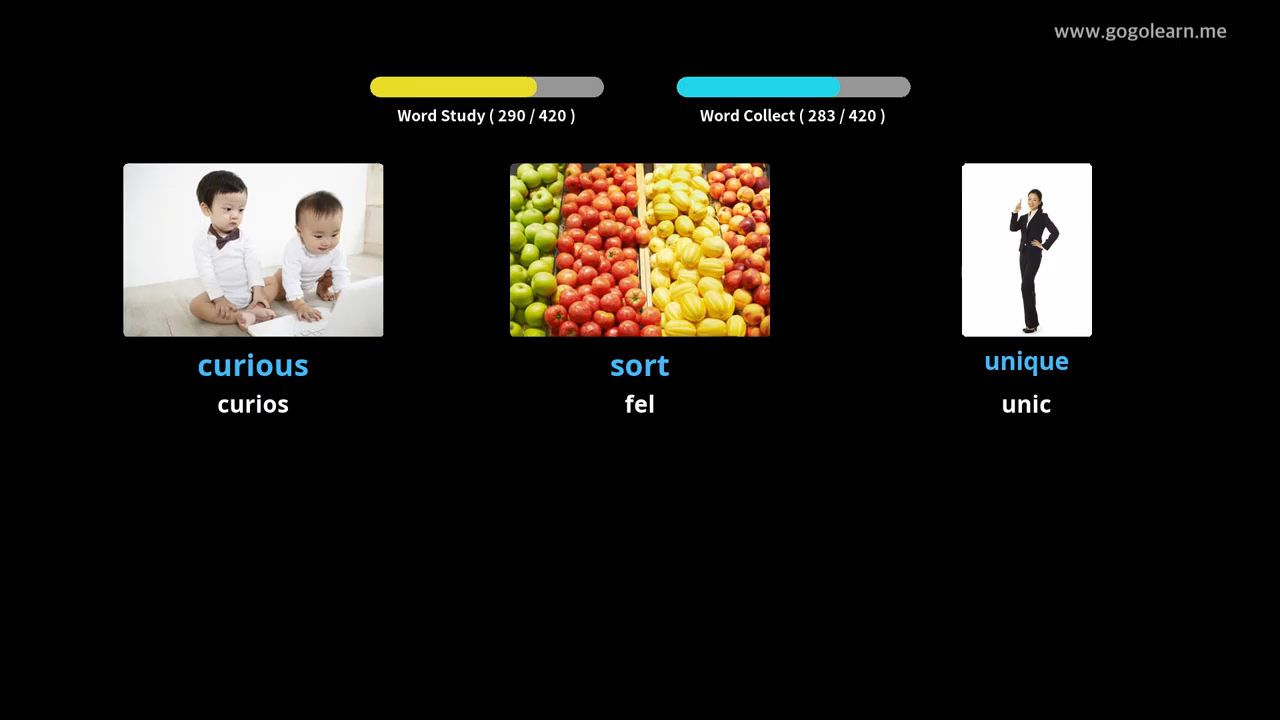 www.gogolearn.me
Word Study ( 290 / 420 )
Word Collect ( 283 / 420 )
curious
sort
unique
curios
fel
unic